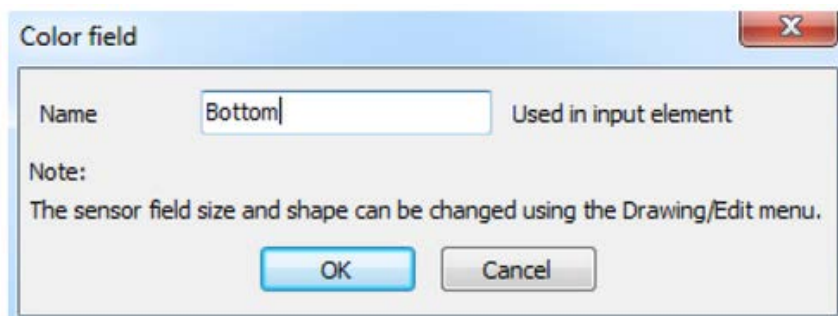 Color field
Name Bottom Used in input element
Note:
The sensor field size and shape can be changed using the Drawing/Edit menu.
OK Cancel